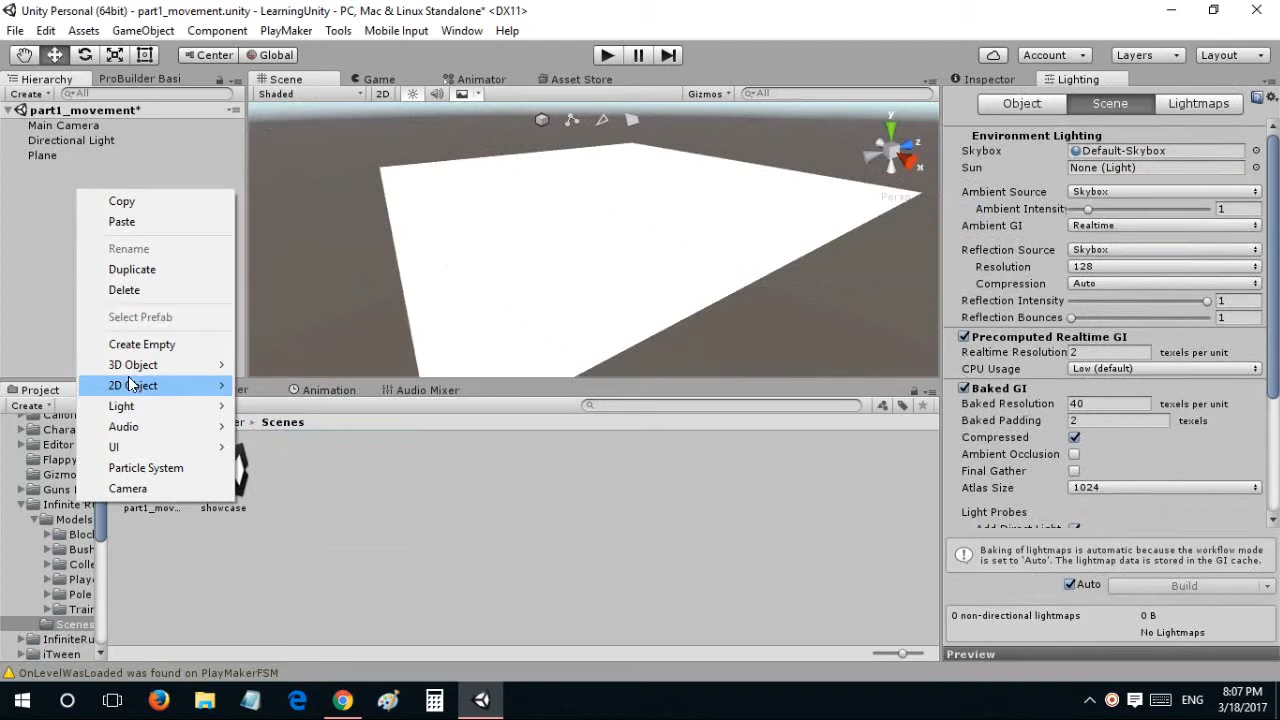 Unity Personal (64bit) - part1_movement.unity - LearningUnity - PC, Mac & Linux Standalone* <DX11>
File Edit Assets GameObject Component PlayMaker Tools Mobile Input Window Help
Center Global Account Layers Layout
Hierarchy ProBuilder Basi Scene Game Animator Asset Store Inspector Lighting
Create All Shaded 2D Gizmos All
part1_movement*
Main Camera
Directional Light
Plane
y
z
x
Persp
Copy
Paste
Rename
Duplicate
Delete
Select Prefab
Create Empty
3D Object
2D Object
Light
Audio
UI
Particle System
Camera
Object Scene Lightmaps
Environment Lighting
Skybox Default-Skybox
Sun None (Light)
Ambient Source Skybox
Ambient Intensit 1
Ambient GI Realtime
Reflection Source Skybox
Resolution 128
Compression Auto
Reflection Intensity 1
Reflection Bounces 1
Precomputed Realtime GI
Realtime Resolution 2 texels per unit
CPU Usage Low (default)
Baked GI
Baked Resolution 40 texels per unit
Baked Padding 2 texels
Compressed
Ambient Occlusion
Final Gather
Atlas Size 1024
Light Probes
Add Direct Light
Baking of lightmaps is automatic because the workflow mode
is set to 'Auto'. The lightmap data is stored in the GI cache.
Auto Build
0 non-directional lightmaps 0 B
No Lightmaps
Preview
Project Animation Audio Mixer
Create
er Scenes
Chara
Editor
Flappy
Gizmo
Guns
Infinite R
Models
Bloc
Bush
Colle
Playe
Pole
Train
Scenes
InfiniteRu
iTween
part1_mov... showcase
OnLevelWasLoaded was found on PlayMakerFSM
ENG
8:07 PM
3/18/2017